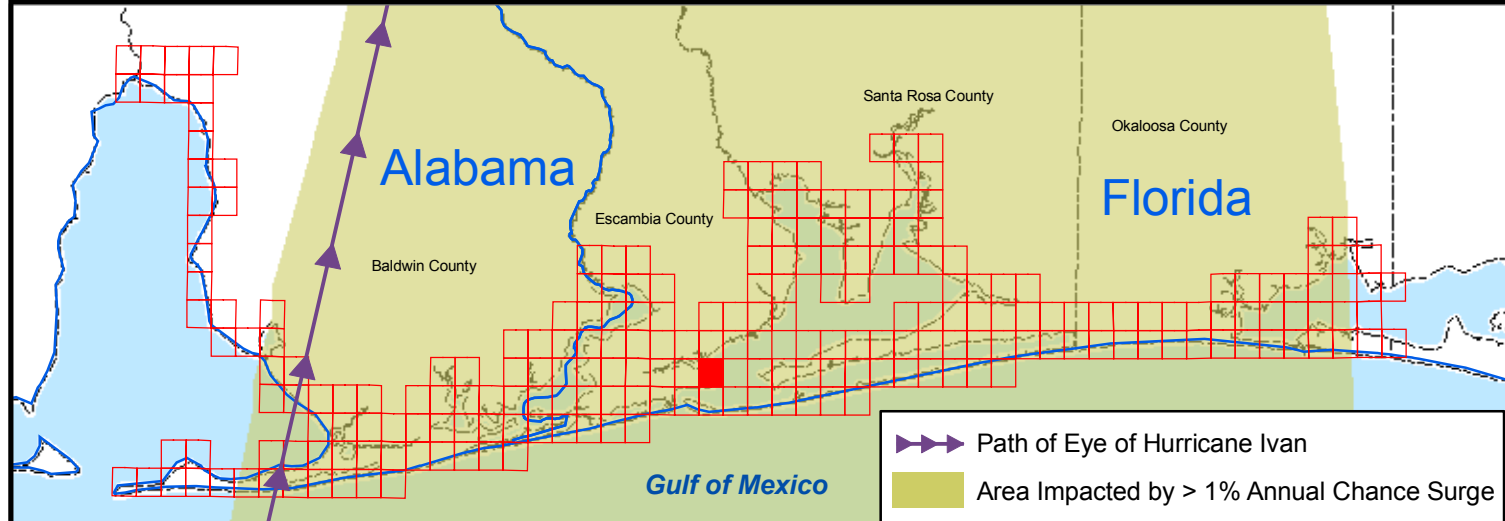 Santa Rosa County
Okaloosa County
Alabama
Florida
Escambia County
Baldwin County
Gulf of Mexico
Path of Eye of Hurricane Ivan
Area Impacted by > 1% Annual Chance Surge